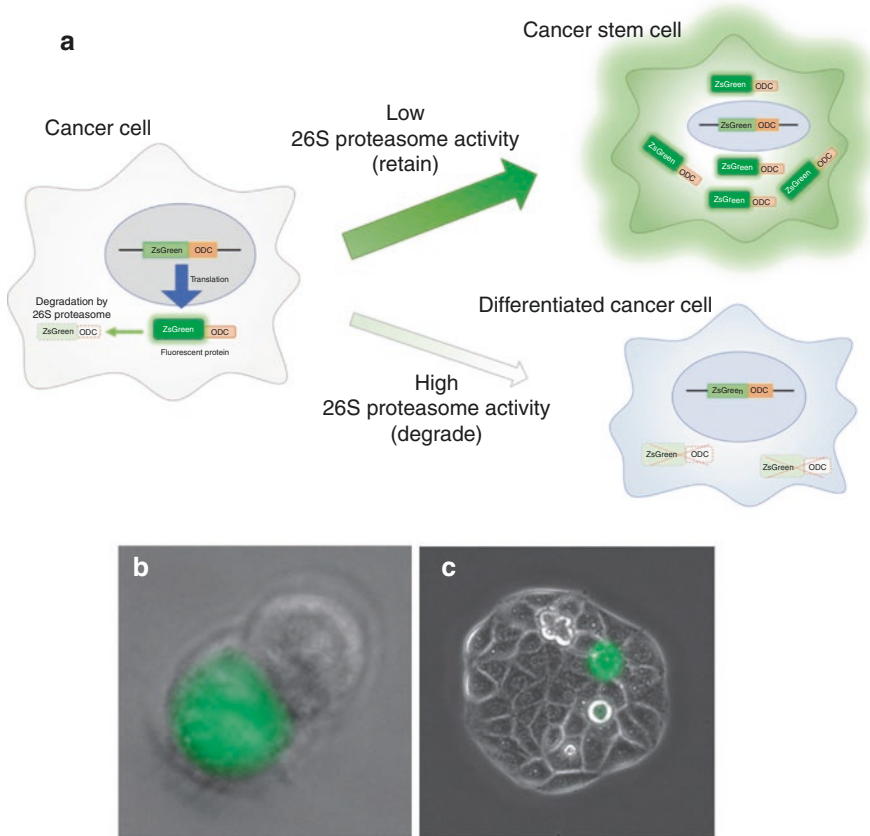 a
Cancer cell
ZsGreen ODC
Translation
Degradation by
26S proteasome
ZsGreen ODC
ZsGreen ODC
Fluorescent protein
Low
26S proteasome activity
(retain)
High
26S proteasome activity
(degrade)
Cancer stem cell
ZsGreen ODC
ZsGreen ODC
ZsGreen ODC
ZsGreen ODC
ZsGreen ODC
ZsGreen ODC
Differentiated cancer cell
ZsGreen ODC
ZsGreen ODC
ZsGreen ODC
b
c